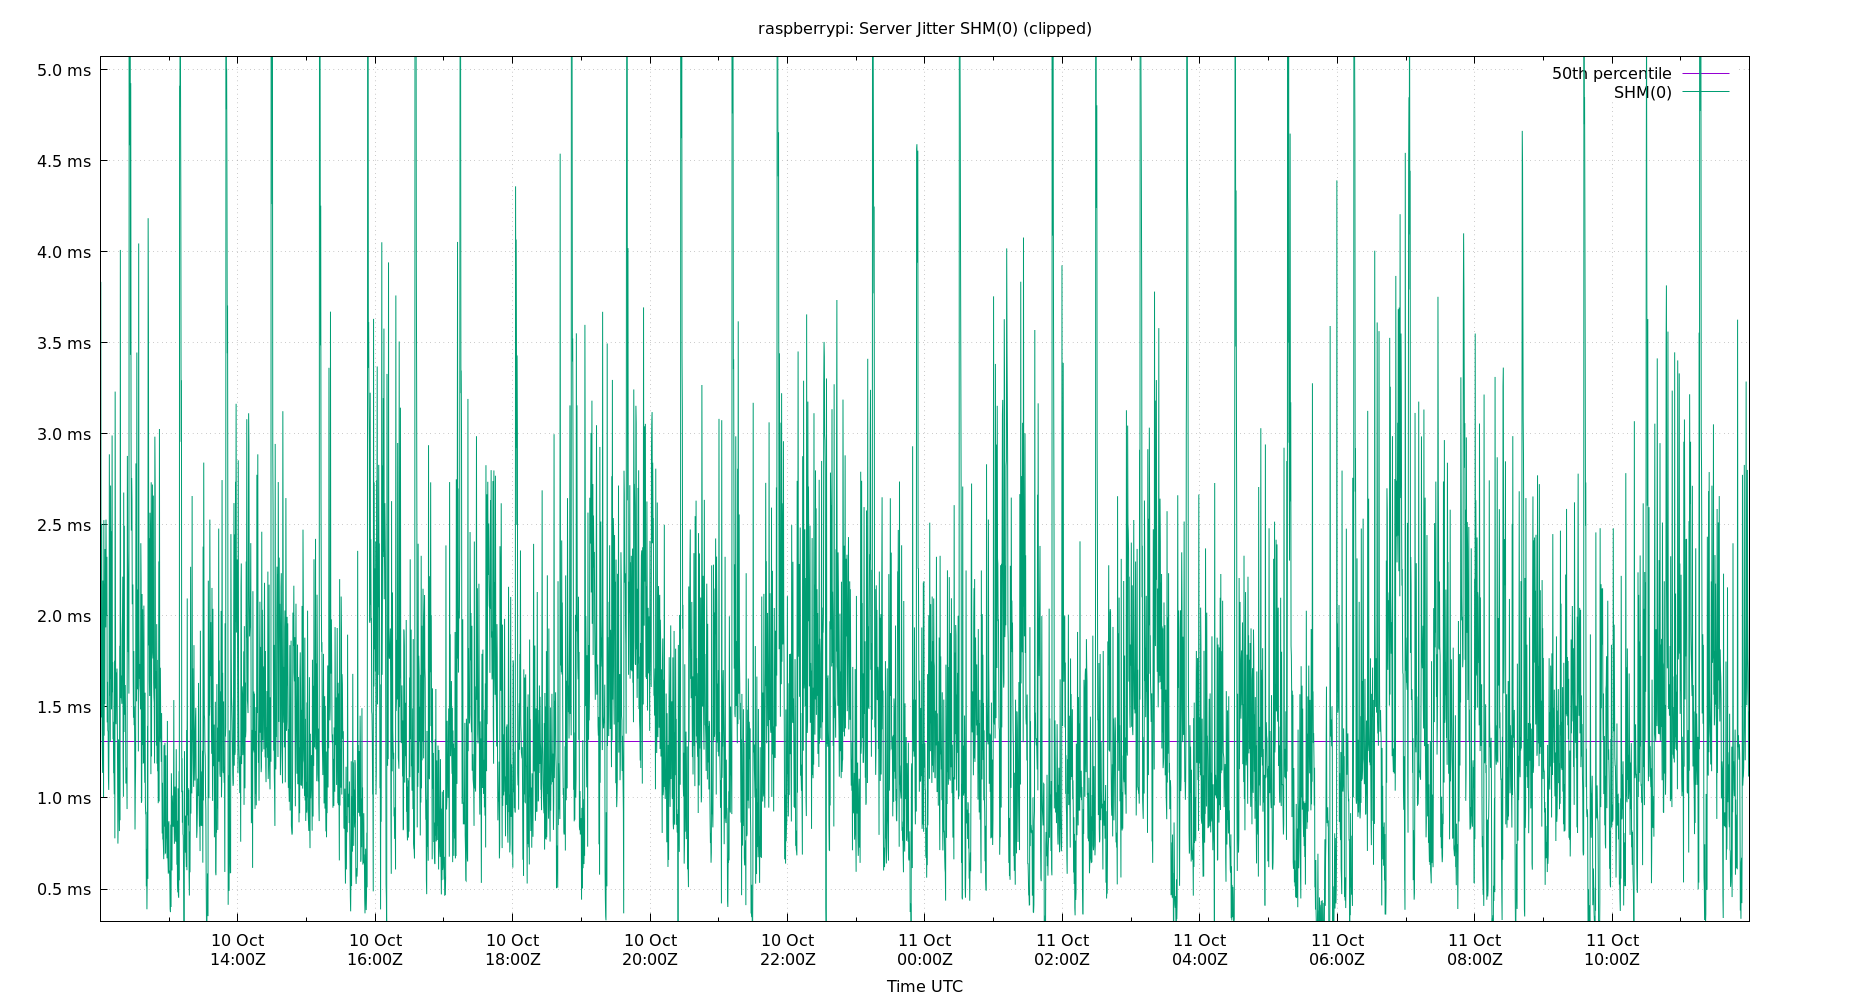 raspberrypi: Server Jitter SHM(0) (clipped)
5.0 ms
4.5 ms
4.0 ms
3.5 ms
3.0 ms
2.5 ms
2.0 ms
1.5 ms
1.0 ms
0.5 ms
50th percentile
SHM(0)
10 Oct 10 Oct 10 Oct 10 Oct 10 Oct 11 Oct 11 Oct 11 Oct 11 Oct 11 Oct 11 Oct
14:00Z 16:00Z 18:00Z 20:00Z 22:00Z 00:00Z 02:00Z 04:00Z 06:00Z 08:00Z 10:00Z
Time UTC